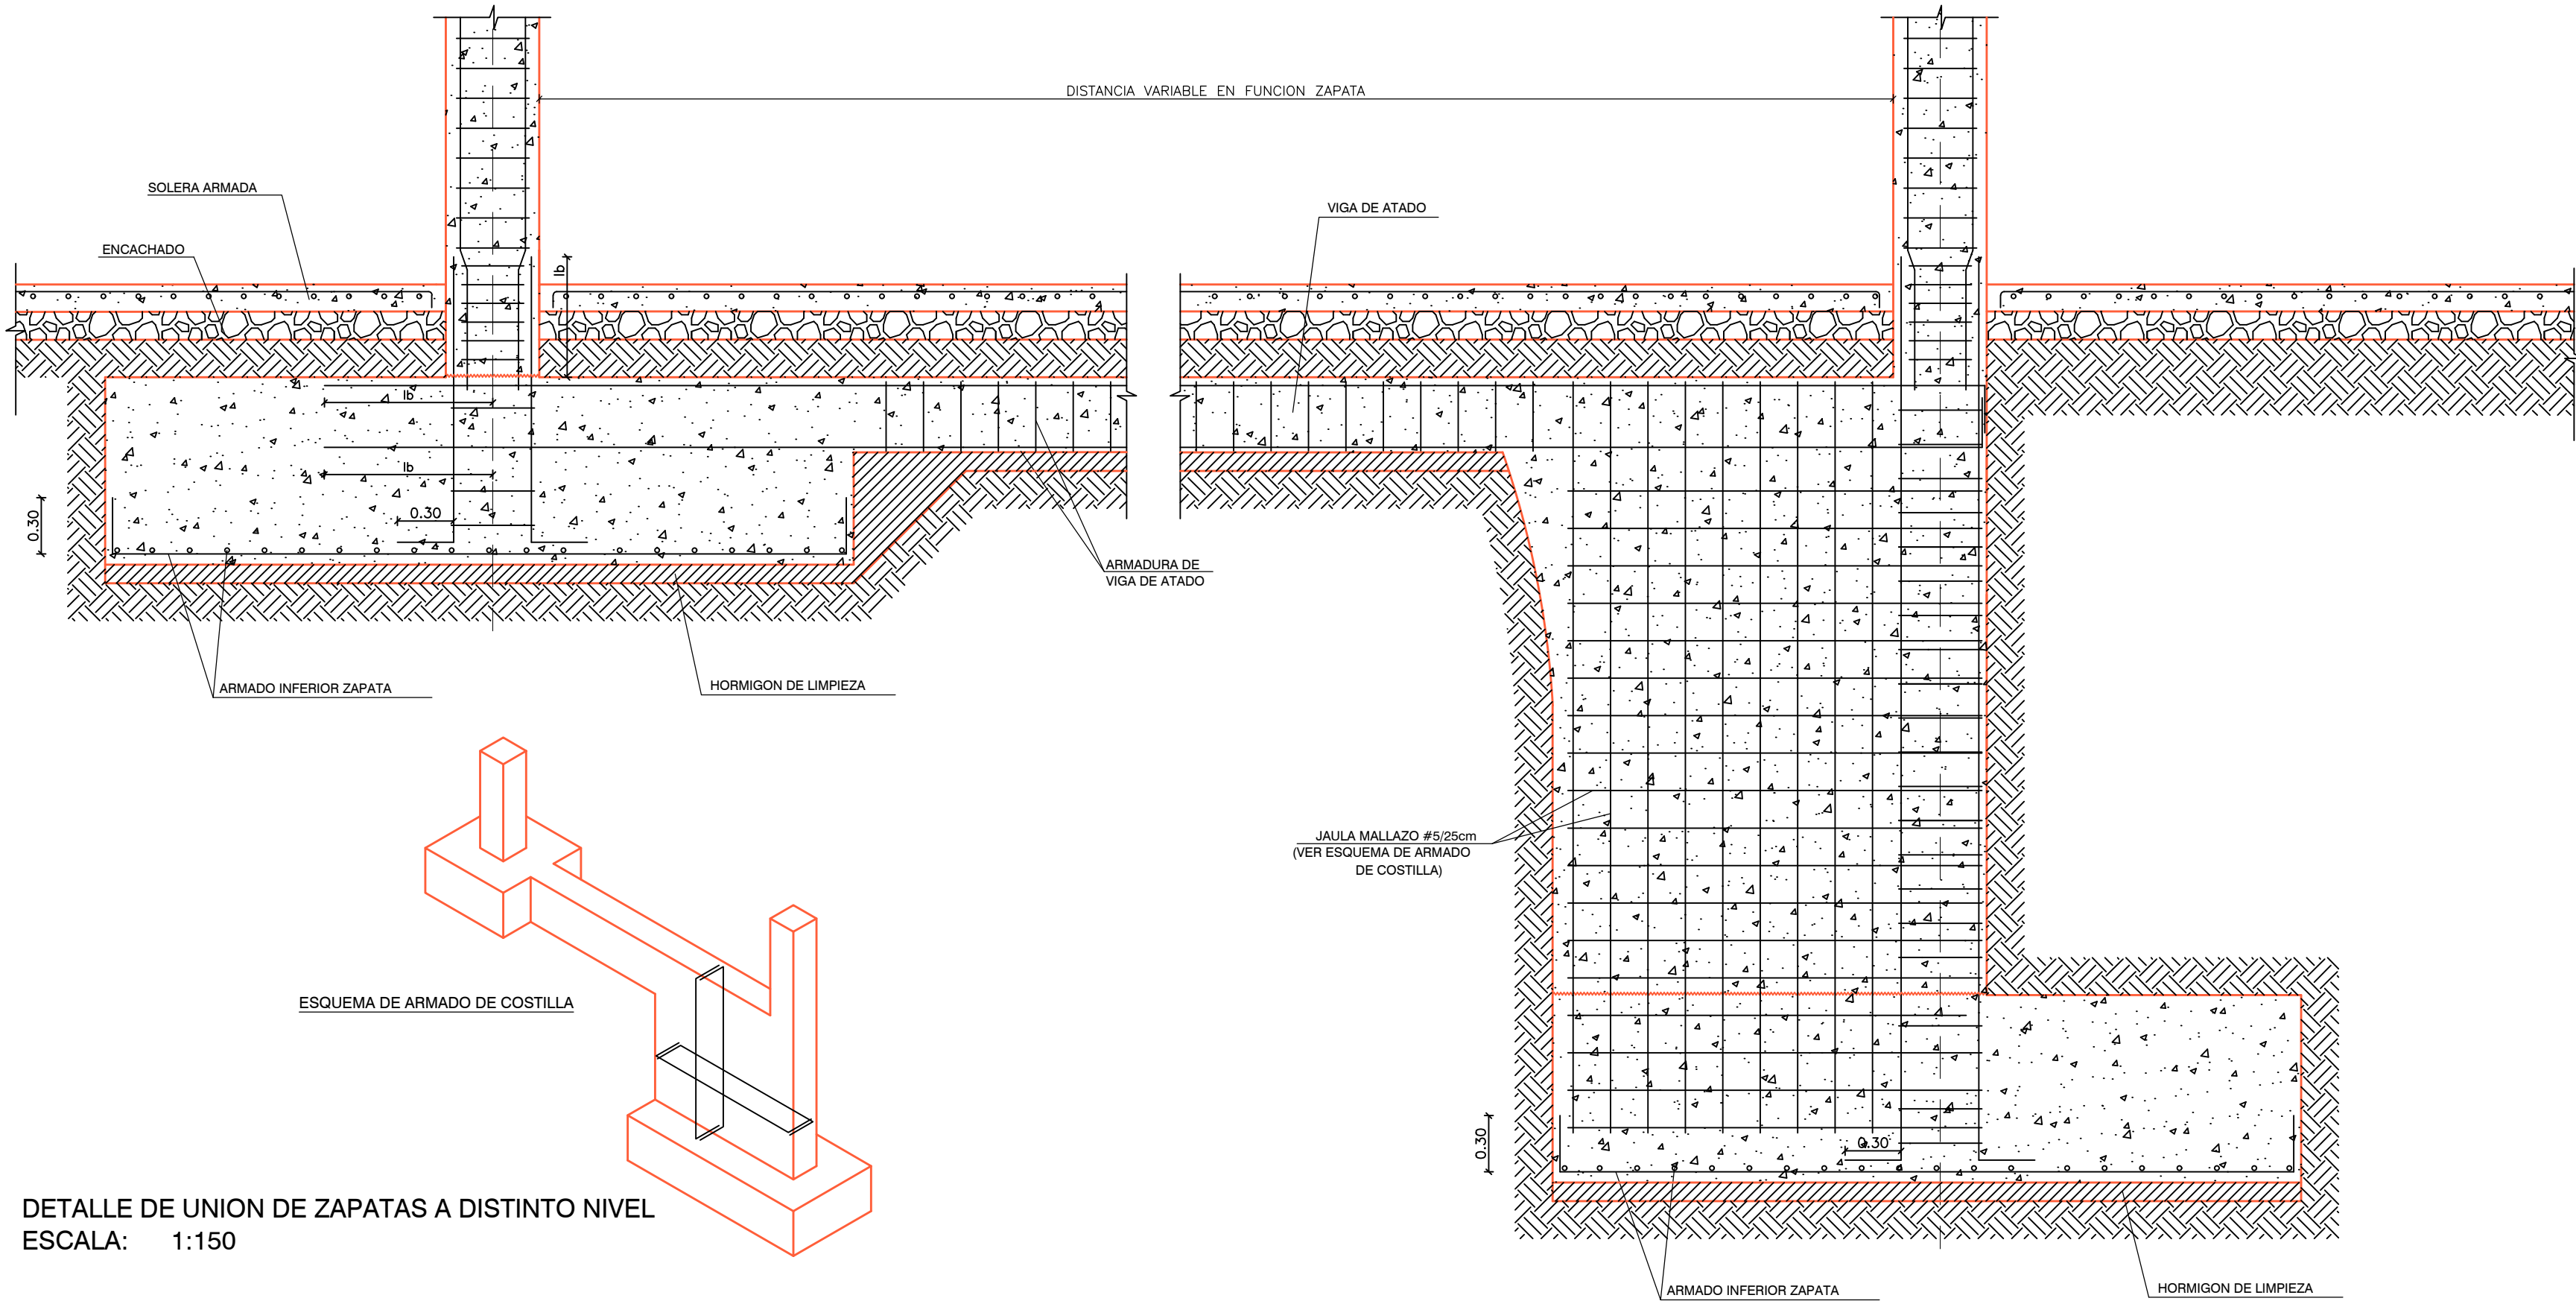 DISTANCIA VARIABLE EN FUNCION ZAPATA
SOLERA ARMADA
VIGA DE ATADO
ENCACHADO
lb
lb
lb
0.30
0.30
ARMADURA DE
VIGA DE ATADO
ARMADO INFERIOR ZAPATA
HORMIGON DE LIMPIEZA
JAULA MALLAZO #5/25cm
(VER ESQUEMA DE ARMADO
DE COSTILLA)
ESQUEMA DE ARMADO DE COSTILLA
0.30
0.30
DETALLE DE UNION DE ZAPATAS A DISTINTO NIVEL
ESCALA: 1:150
ARMADO INFERIOR ZAPATA
HORMIGON DE LIMPIEZA